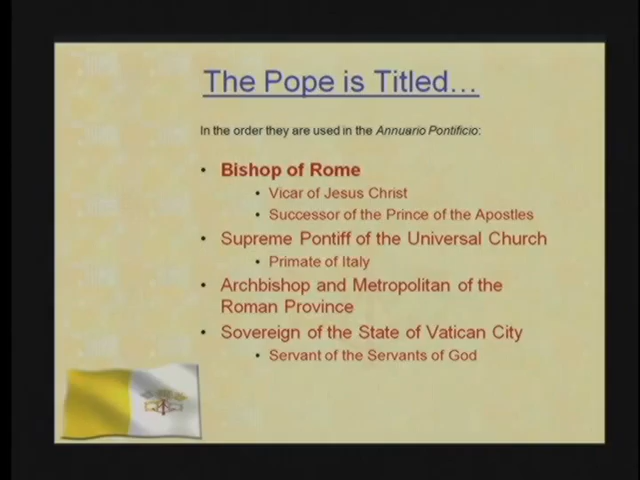 The Pope is Titled…
In the order they are used in the Annuario Pontificio:
• Bishop of Rome
• Vicar of Jesus Christ
• Successor of the Prince of the Apostles
• Supreme Pontiff of the Universal Church
• Primate of Italy
• Archbishop and Metropolitan of the
Roman Province
• Sovereign of the State of Vatican City
• Servant of the Servants of God